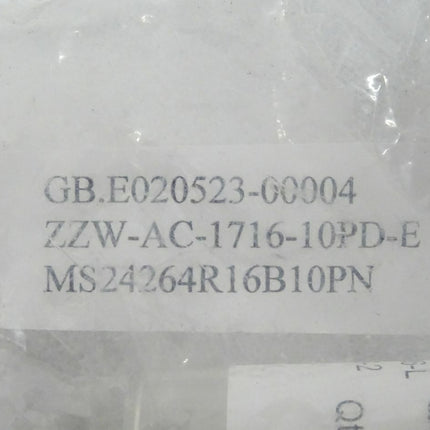 GB.E020523-00004
ZZW-AC-1716-10PD-E
MS24264R16B10PN